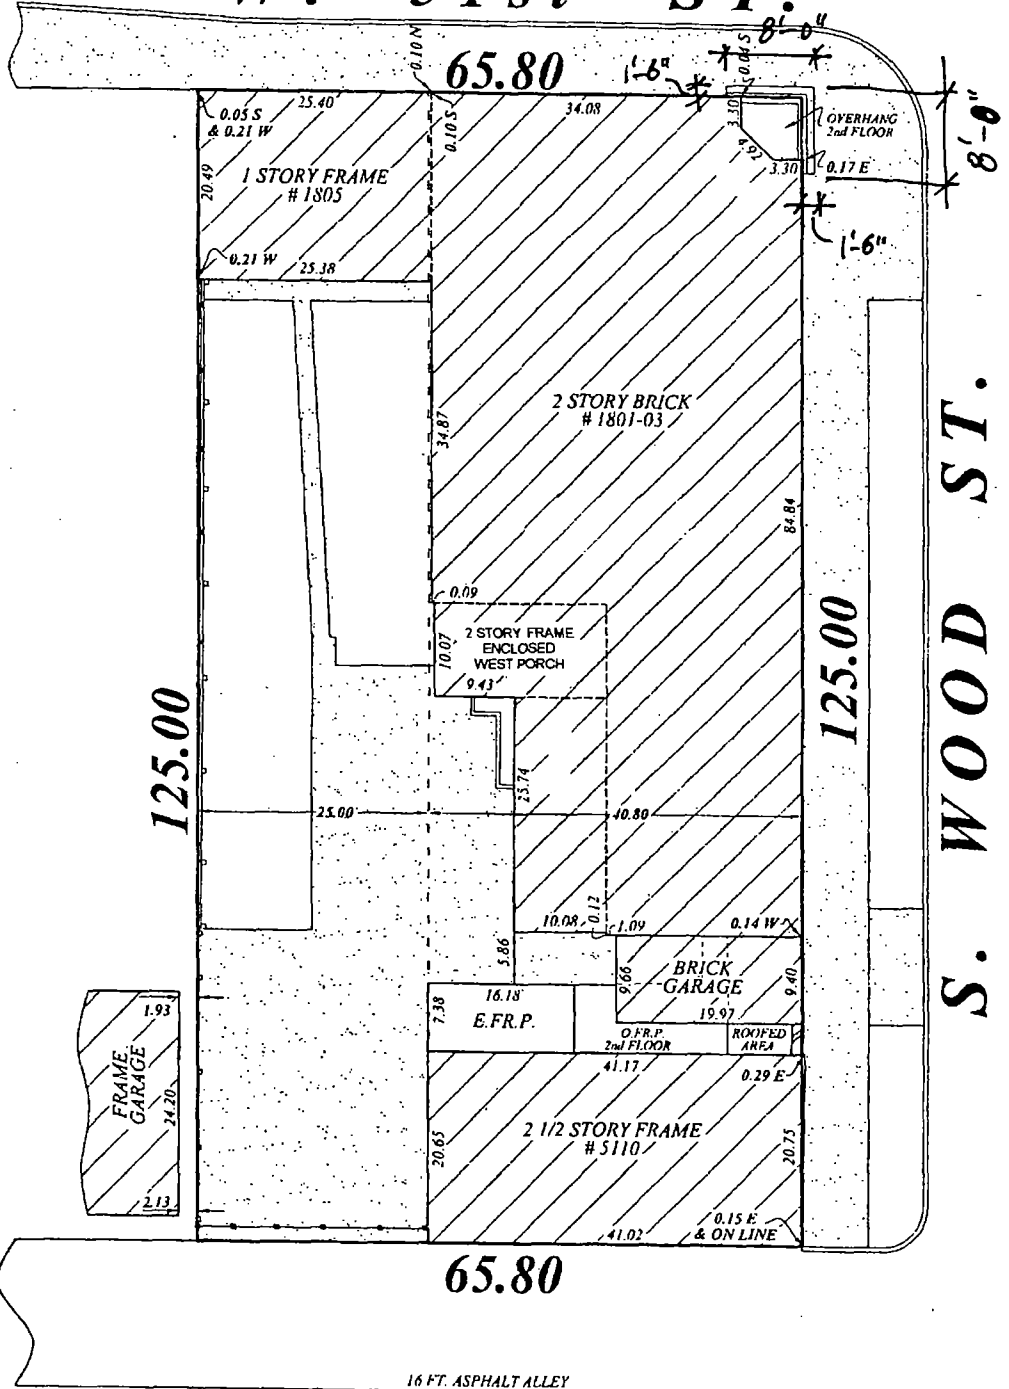 W. 51st ST.
8'-0"
0.10 N
65.80
1'-6"
0.04 S
25.40
34.08
0.05 S
& 0.21 W
0.10 S
3.30
OVERHANG
2nd FLOOR
8'-0"
4.92
3.30
0.17 E
1 STORY FRAME
# 1805
20.49
1'-6"
0.21 W
25.38
2 STORY BRICK
# 1801-03
34.87
84.84
S. WOOD ST.
0.09
2 STORY FRAME
ENCLOSED
WEST PORCH
10.07
9.43
125.00
125.00
25.74
25.00
40.80
10.08
0.12
1.09
0.14 W
5.86
BRICK
GARAGE
9.66
9.40
19.97
1.93
16.18
7.38
E.FR.P.
O.FR.P.
2nd FLOOR
ROOFED
AREA
FRAME
GARAGE
24.20
41.17
0.29 E
2 1/2 STORY FRAME
# 5110
20.65
20.75
2.13
0.15 E
& ON LINE
41.02
65.80
16 FT. ASPHALT ALLEY